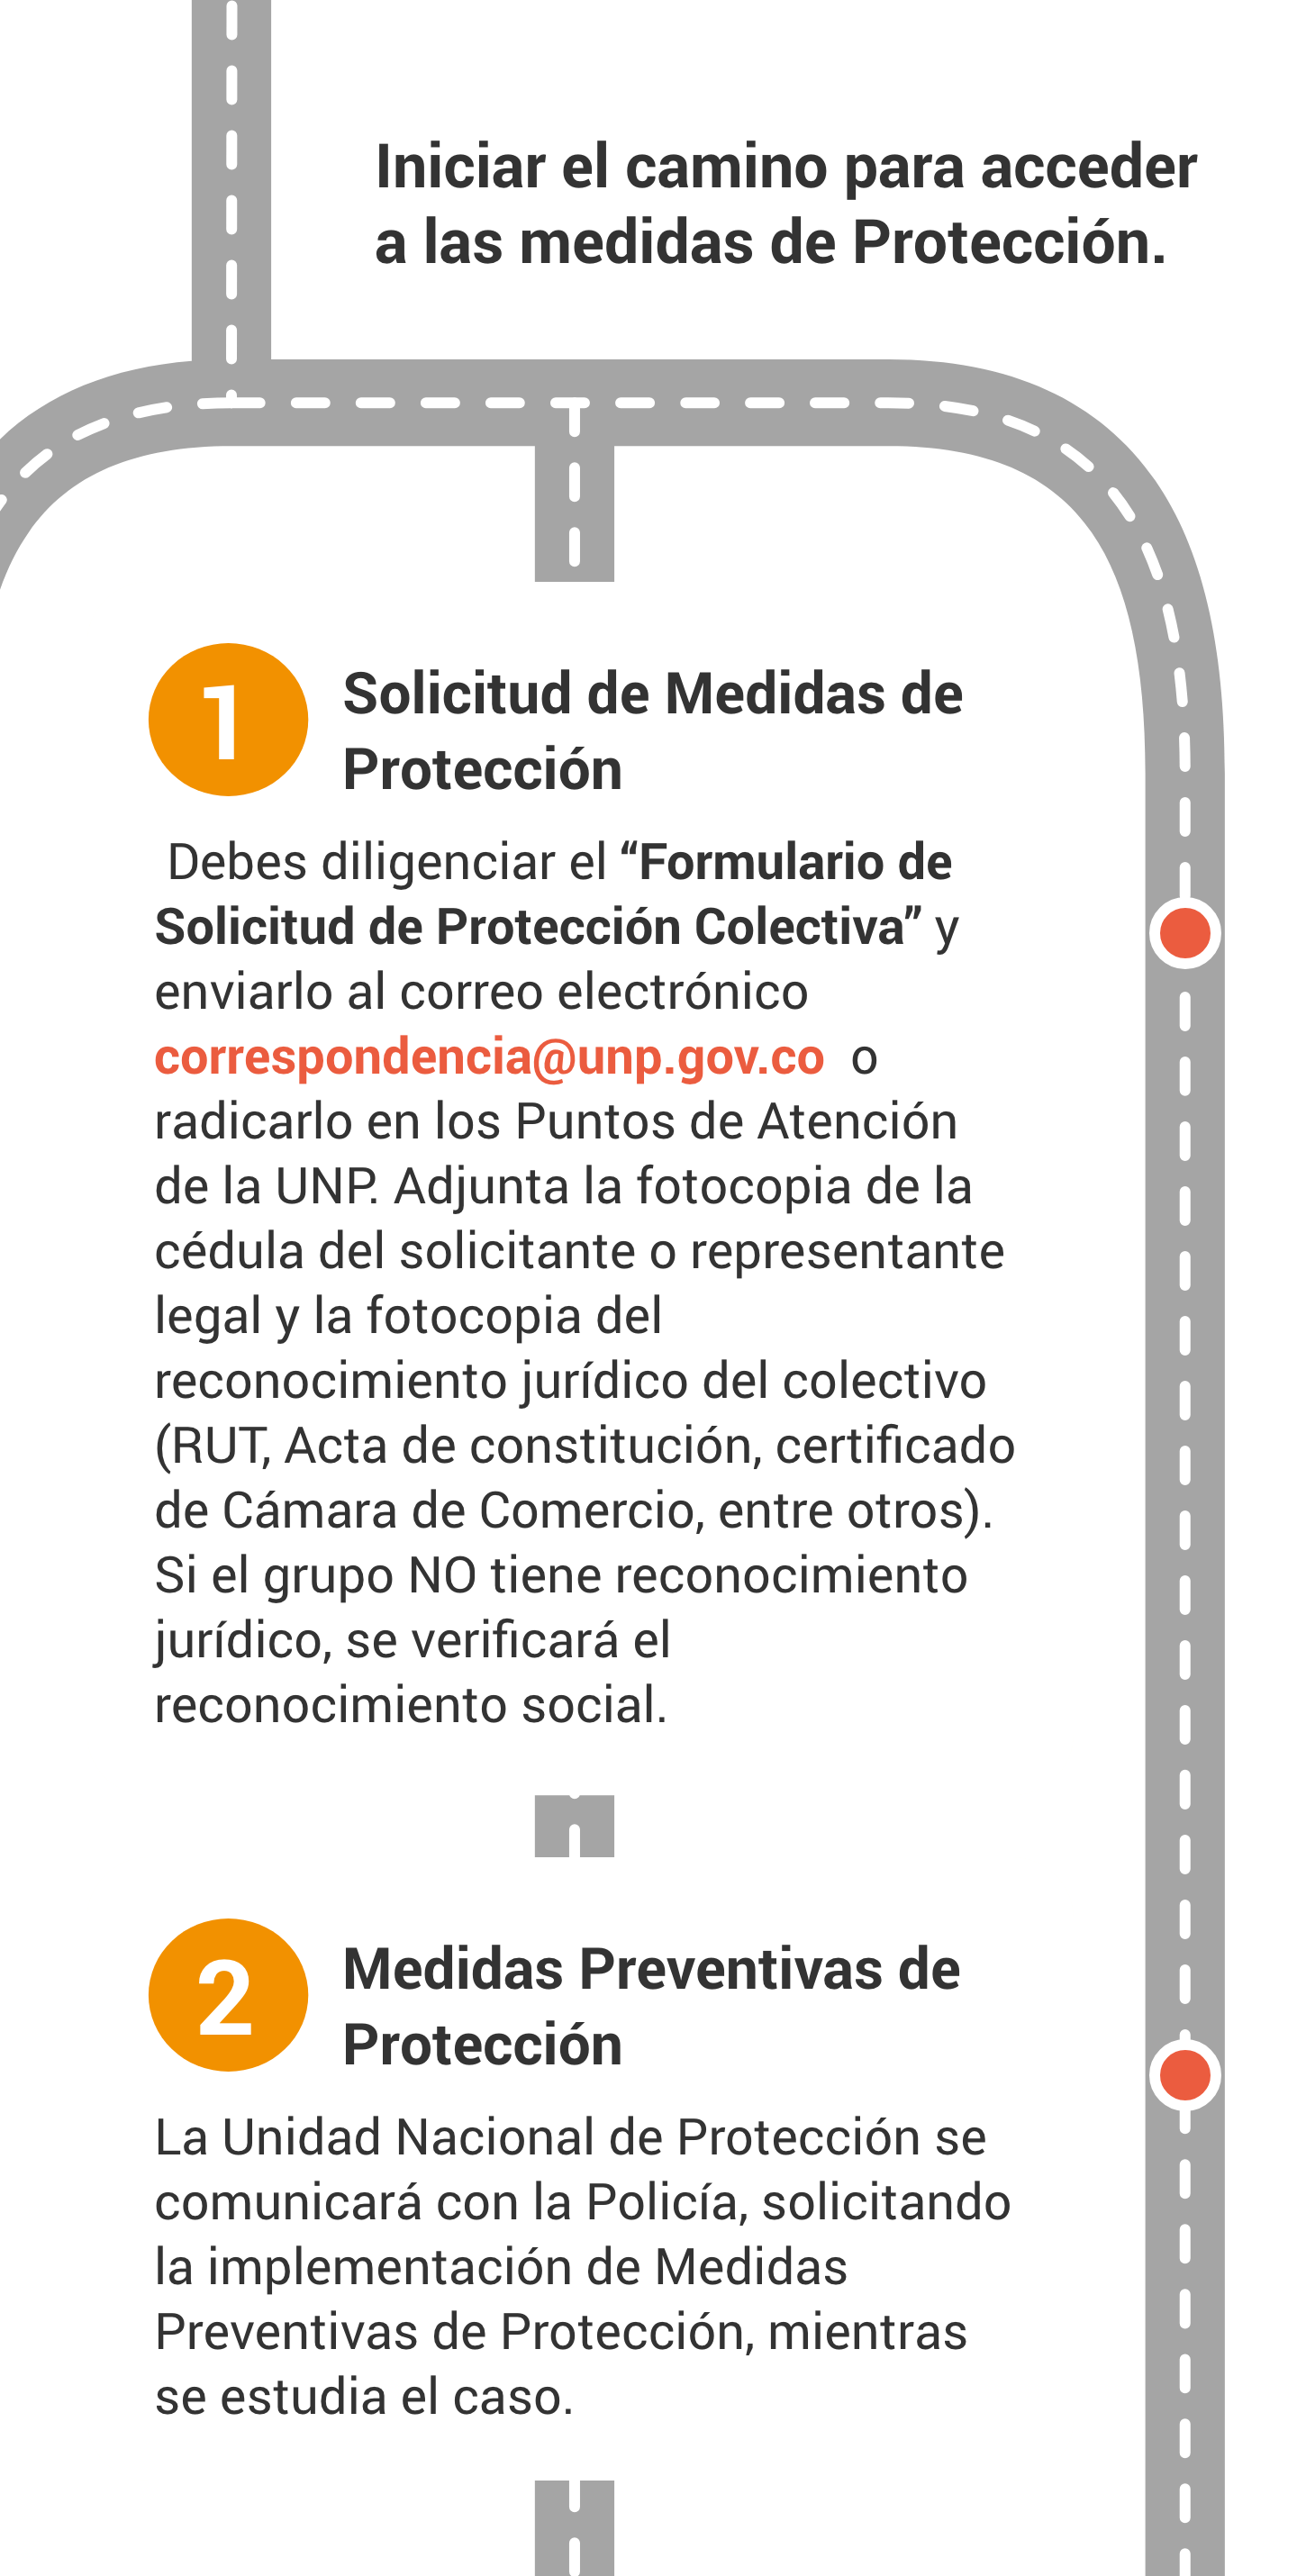 Iniciar el camino para acceder
a las medidas de Protección.
1
Solicitud de Medidas de
Protección
Debes diligenciar el “Formulario de
Solicitud de Protección Colectiva” y
enviarlo al correo electrónico
correspondencia@unp.gov.co o
radicarlo en los Puntos de Atención
de la UNP. Adjunta la fotocopia de la
cédula del solicitante o representante
legal y la fotocopia del
reconocimiento jurídico del colectivo
(RUT, Acta de constitución, certificado
de Cámara de Comercio, entre otros).
Si el grupo NO tiene reconocimiento
jurídico, se verificará el
reconocimiento social.
2
Medidas Preventivas de
Protección
La Unidad Nacional de Protección se
comunicará con la Policía, solicitando
la implementación de Medidas
Preventivas de Protección, mientras
se estudia el caso.